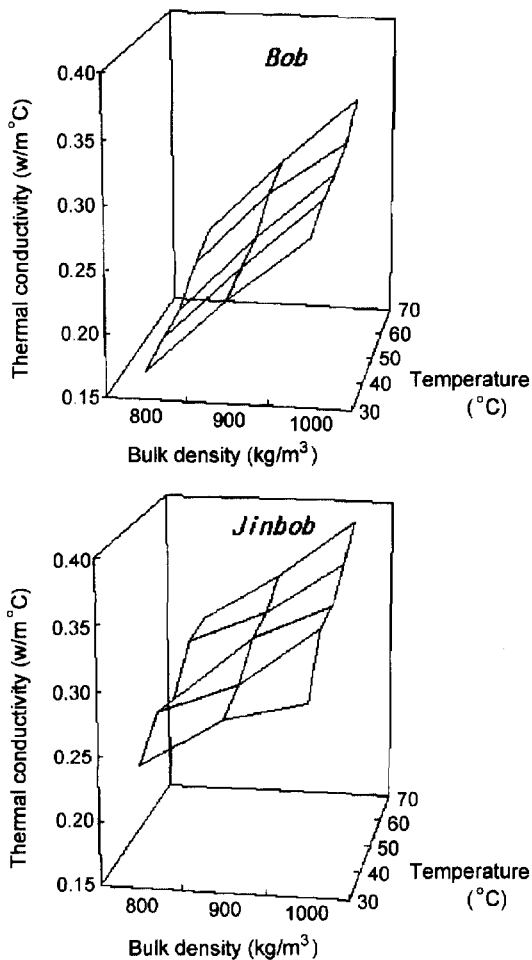 Bob
Thermal conductivity (w/m°C)
0.40
0.35
0.30
0.25
0.20
0.15
800
900
1000
Bulk density (kg/m³)
70
60
50
40
30
Temperature
(°C)
Jinbob
Thermal conductivity (w/m°C)
0.40
0.35
0.30
0.25
0.20
0.15
800
900
1000
Bulk density (kg/m³)
70
60
50
40
30
Temperature
(°C)